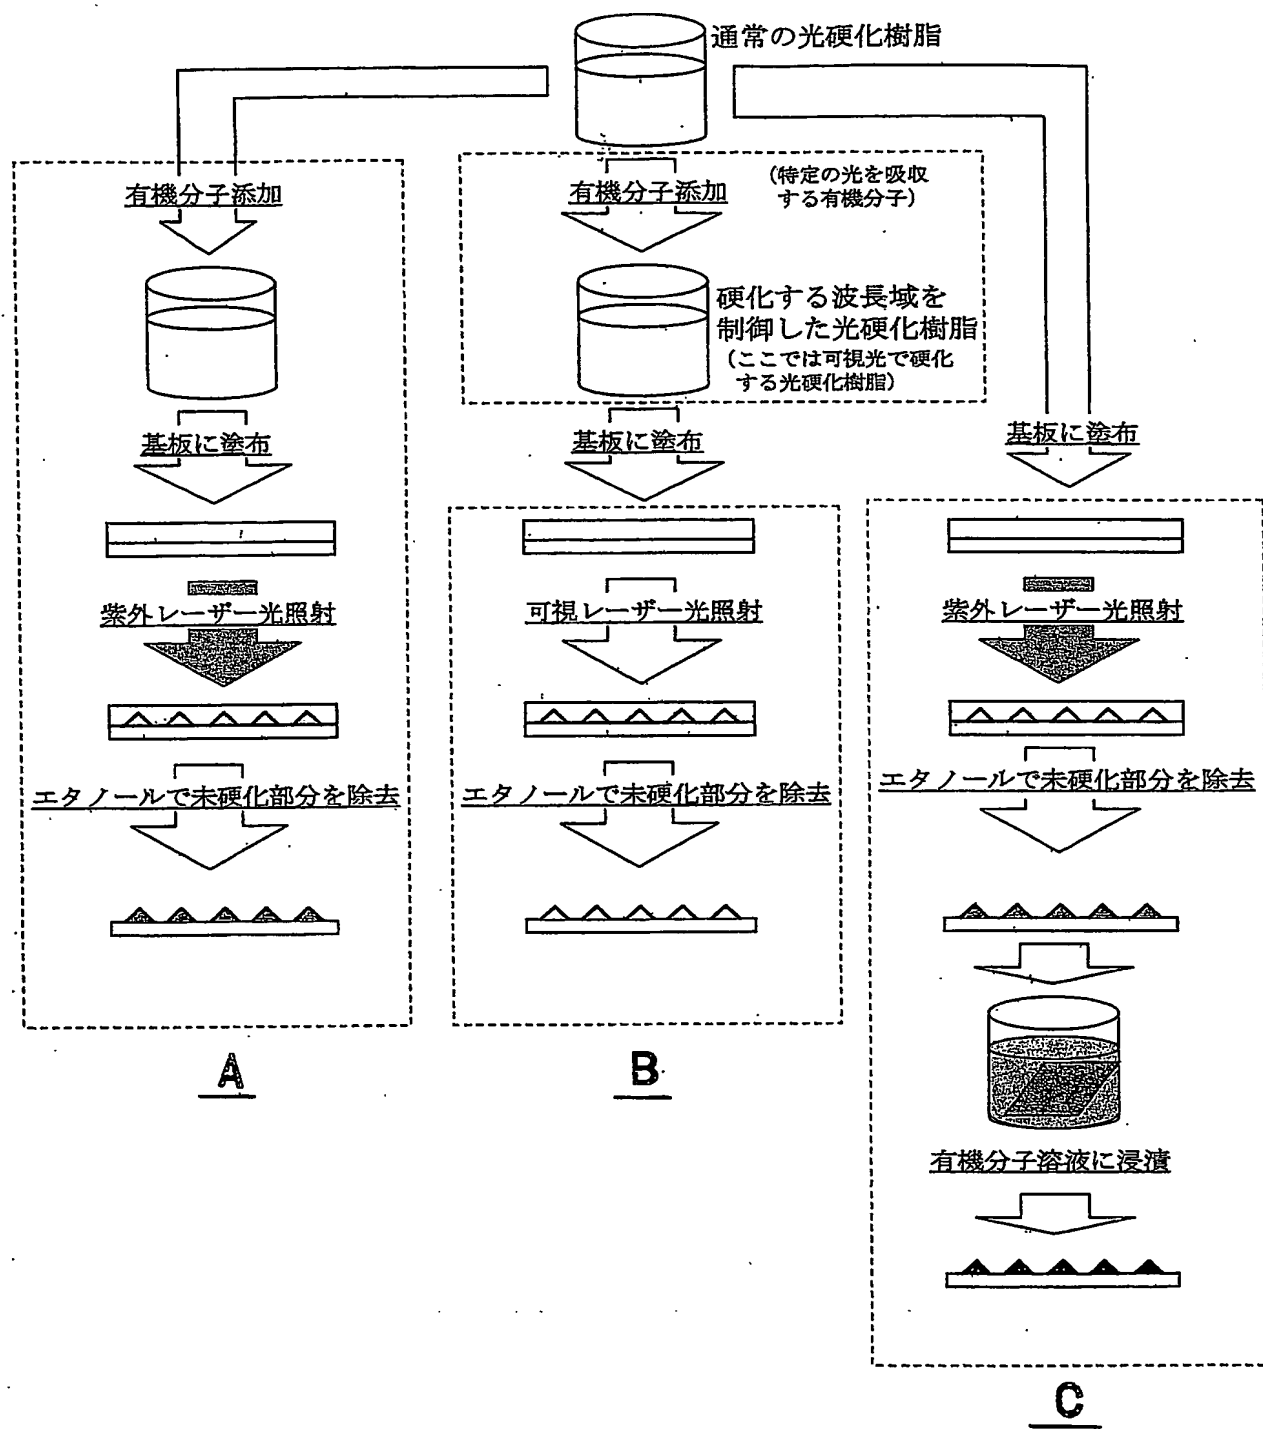 通常の光硬化樹脂
有機分子添加
基板に塗布
紫外レーザー光照射
エタノールで未硬化部分を除去
A
有機分子添加
(特定の光を吸収
する有機分子)
硬化する波長域を
制御した光硬化樹脂
(ここでは可視光で硬化
する光硬化樹脂)
基板に塗布
可視レーザー光照射
エタノールで未硬化部分を除去
B
基板に塗布
紫外レーザー光照射
エタノールで未硬化部分を除去
有機分子溶液に浸漬
C